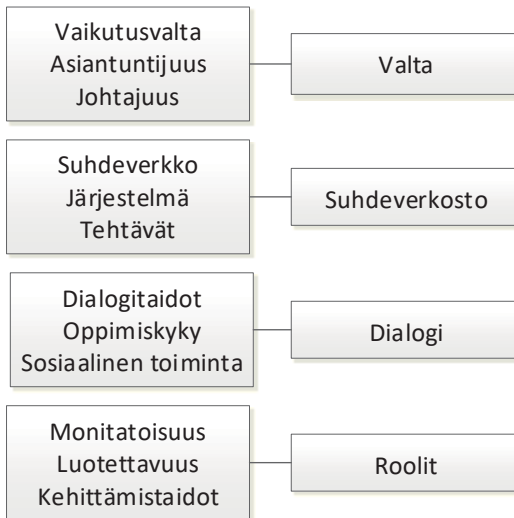 Vaikutusvalta
Asiantuntijuus
Johtajuus
Valta
Suhdeverkko
Järjestelmä
Tehtävät
Suhdeverkosto
Dialogitaidot
Oppimiskyky
Sosiaalinen toiminta
Dialogi
Monitatoisuus
Luotettavuus
Kehittämistaidot
Roolit